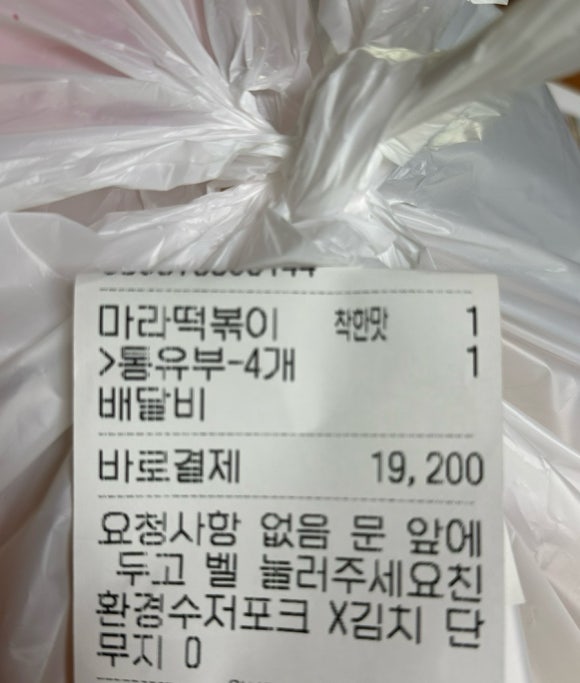 마라떡볶이 착한맛 1
>통유부-4개 1
배달비
바로결제 19,200
요청사항 없음 문 앞에
두고 벨 눌러주세요친
환경수저포크 X김치 단
무지 0